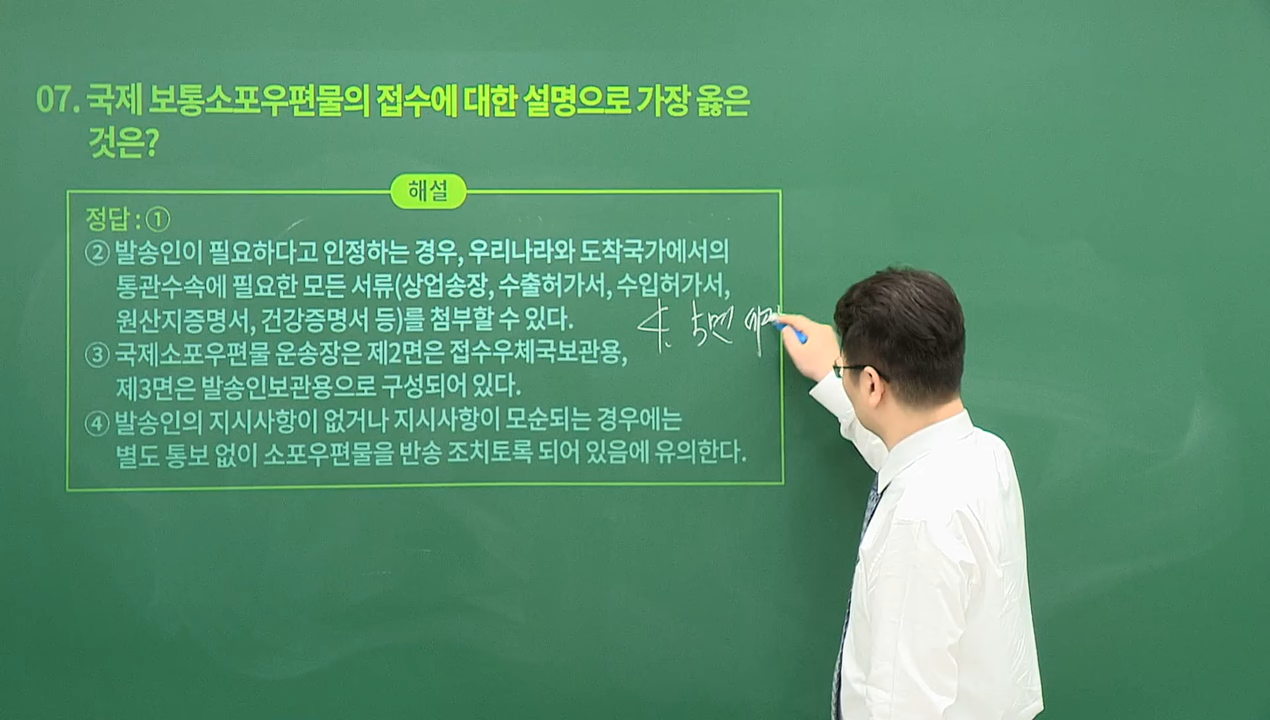 07. 국제 보통소포우편물의 접수에 대한 설명으로 가장 옳은
것은?
해설
정답 : ①
② 발송인이 필요하다고 인정하는 경우, 우리나라와 도착국가에서의
통관수속에 필요한 모든 서류(상업송장, 수출허가서, 수입허가서,
원산지증명서, 건강증명서 등)를 첨부할 수 있다.
4. 5면
③ 국제소포우편물 운송장은 제2면은 접수우체국보관용,
제3면은 발송인보관용으로 구성되어 있다.
④ 발송인의 지시사항이 없거나 지시사항이 모순되는 경우에는
별도 통보 없이 소포우편물을 반송 조치토록 되어 있음에 유의한다.